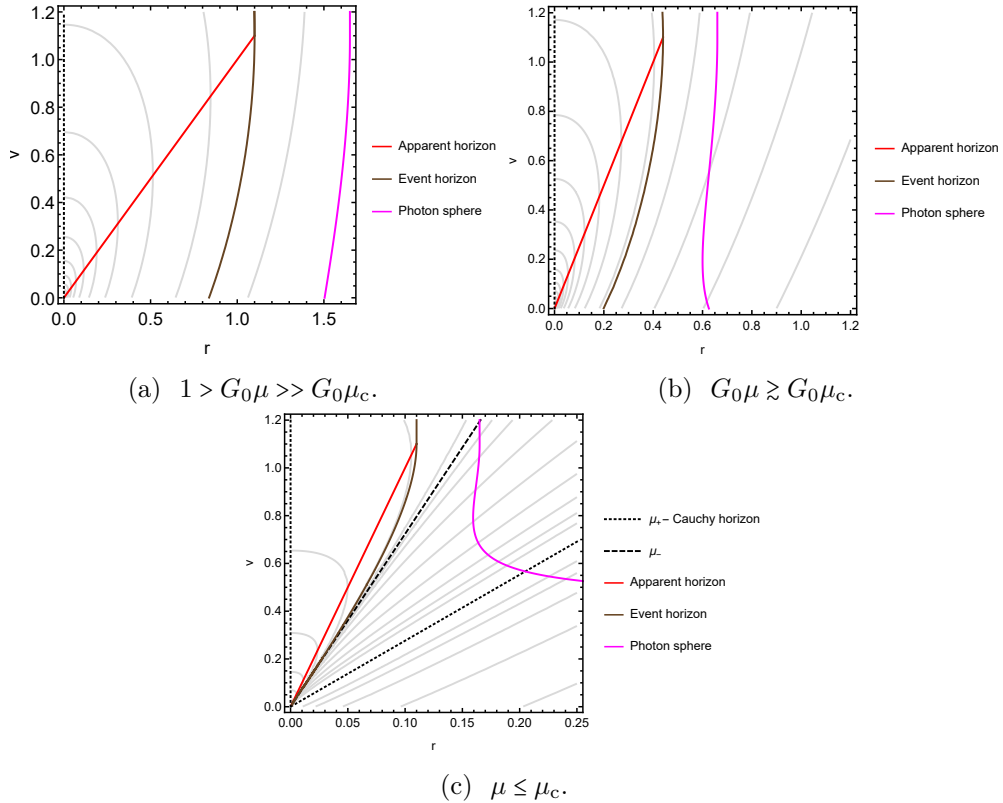 1.2
1.0
0.8
0.6
0.4
0.2
0.0
v
0.0 0.5 1.0 1.5
r
Apparent horizon
Event horizon
Photon sphere
(a) 1 > G₀μ >> G₀μ_c.
1.2
1.0
0.8
0.6
0.4
0.2
0.0
v
0.0 0.2 0.4 0.6 0.8 1.0 1.2
r
Apparent horizon
Event horizon
Photon sphere
(b) G₀μ ≳ G₀μ_c.
1.2
1.0
0.8
0.6
0.4
0.2
0.0
v
0.00 0.05 0.10 0.15 0.20 0.25
r
μ₊− Cauchy horizon
μ₋
Apparent horizon
Event horizon
Photon sphere
(c) μ ≤ μ_c.